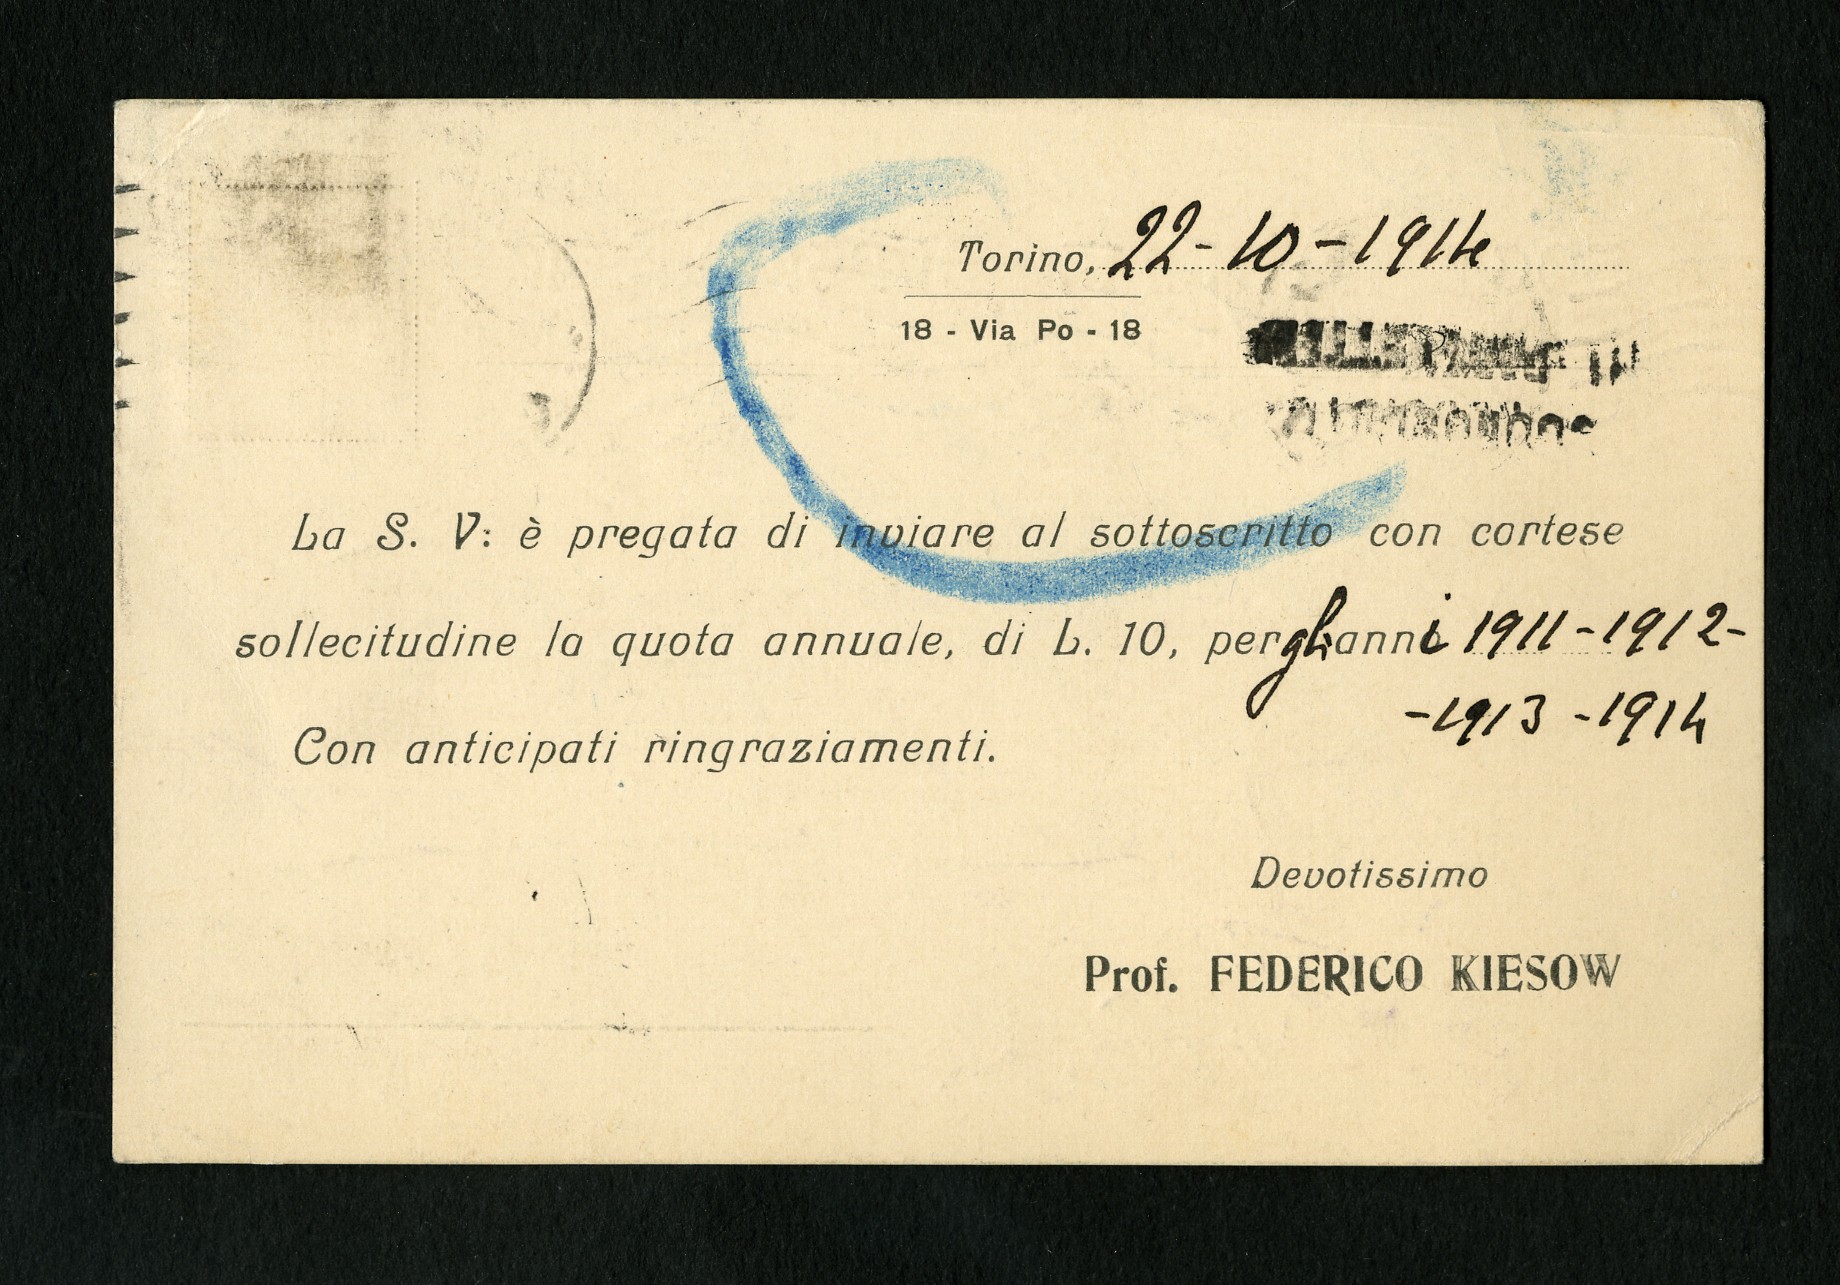 Torino, 22-10-1914
18 - Via Po - 18
La S. V: è pregata di inviare al sottoscritto con cortese
sollecitudine la quota annuale, di L. 10, per gli anni 1911-1912-
-1913-1914
Con anticipati ringraziamenti.
Devotissimo
Prof. FEDERICO KIESOW